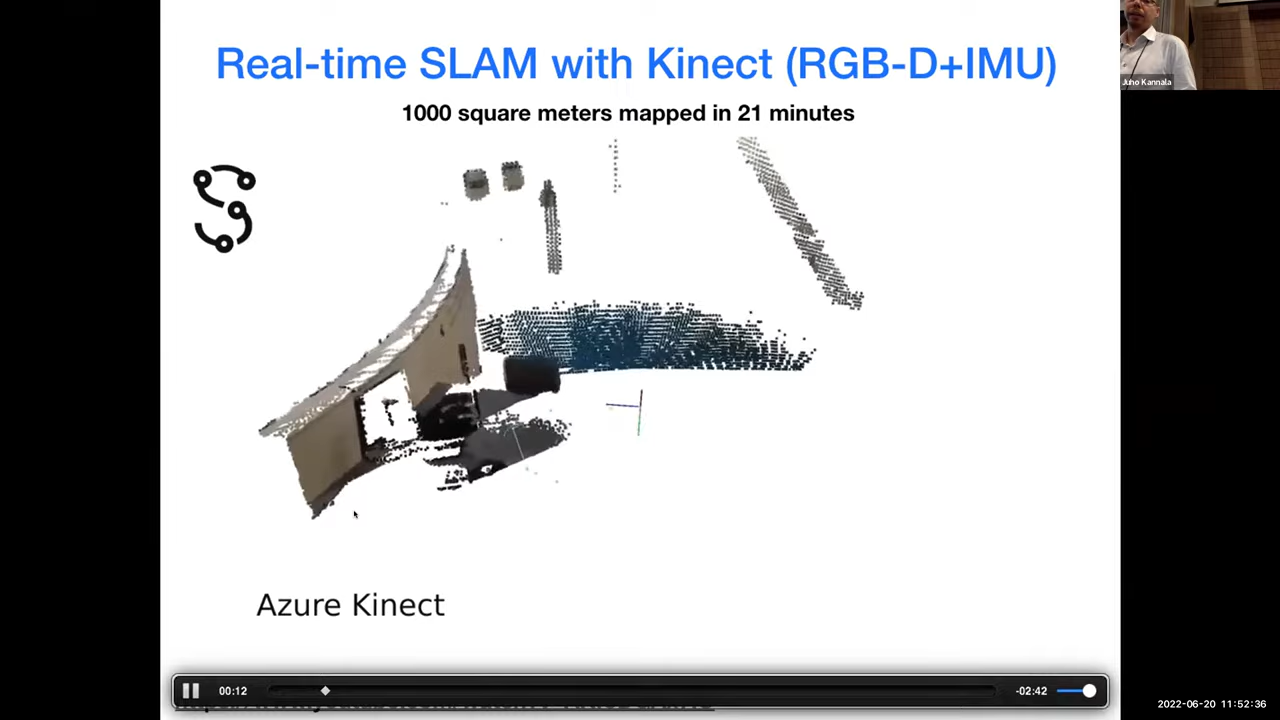 Real-time SLAM with Kinect (RGB-D+IMU)
1000 square meters mapped in 21 minutes
Juho Kannala
Azure Kinect
00:12
-02:42
2022-06-20 11:52:36